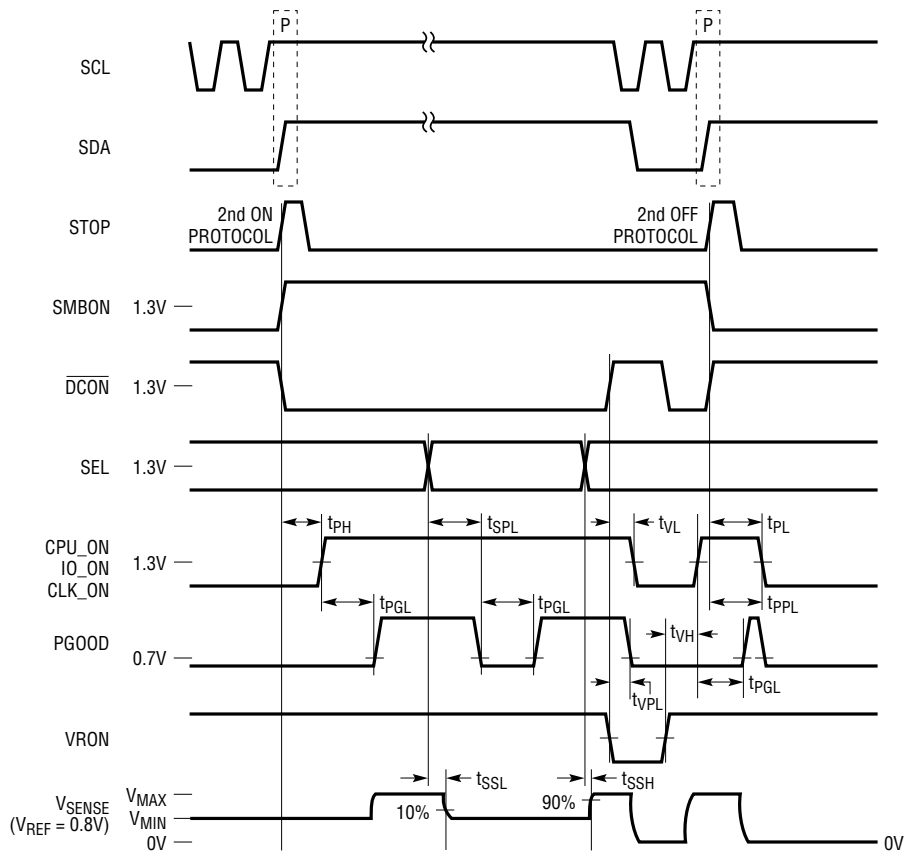 P P
SCL
SDA
STOP
2nd ON
PROTOCOL
2nd OFF
PROTOCOL
SMBON 1.3V
DCON 1.3V
SEL 1.3V
tPH tSPL tVL tPL
CPU_ON
IO_ON
CLK_ON
1.3V
tPGL tPGL tPPL
PGOOD
tVH
0.7V
tPGL
tVPL
VRON
tSSL tSSH
VSENSE
(VREF = 0.8V)
VMAX
10% 90%
VMIN
0V 0V